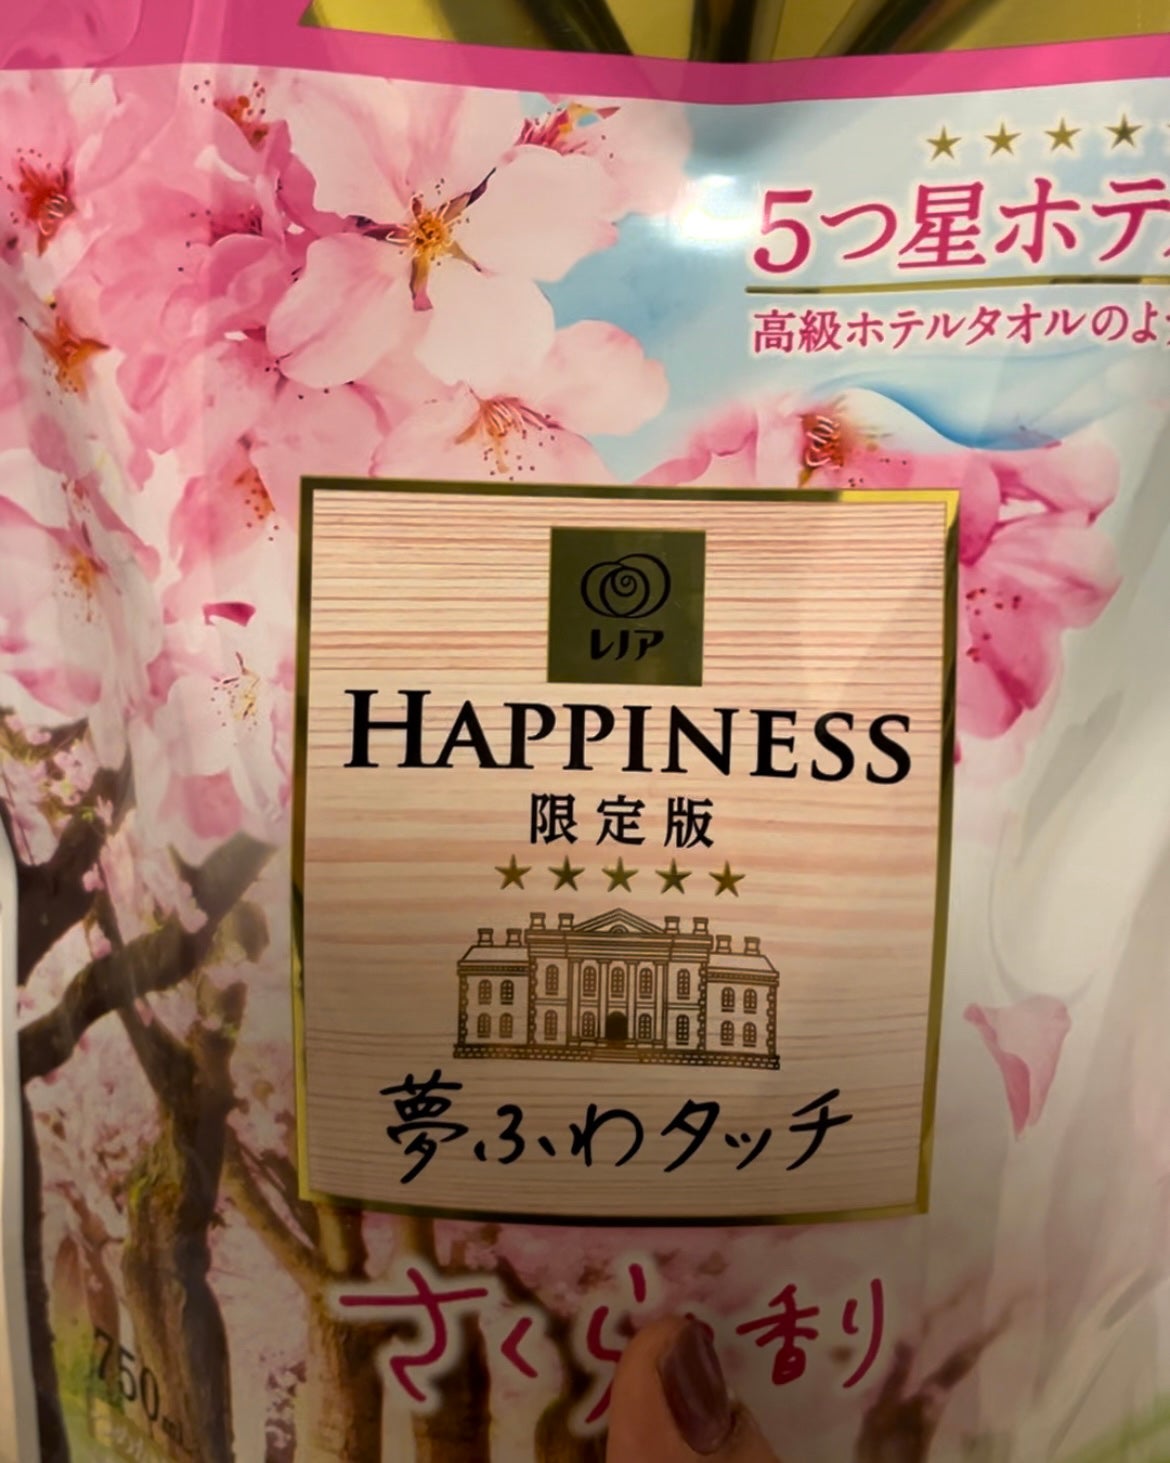 5つ星ホテ
高級ホテルタオルのよ
レノア
HAPPINESS
限定版
夢ふわタッチ
さくら 香り
750